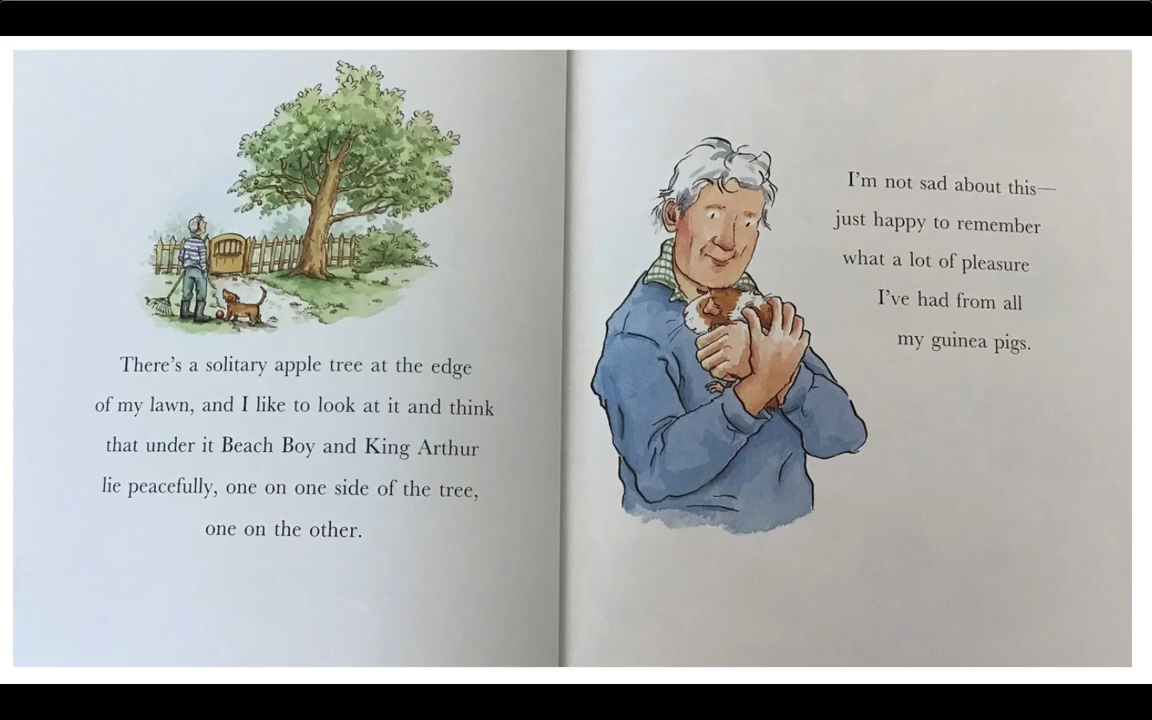 There's a solitary apple tree at the edge
of my lawn, and I like to look at it and think
that under it Beach Boy and King Arthur
lie peacefully, one on one side of the tree,
one on the other.
I'm not sad about this—
just happy to remember
what a lot of pleasure
I've had from all
my guinea pigs.